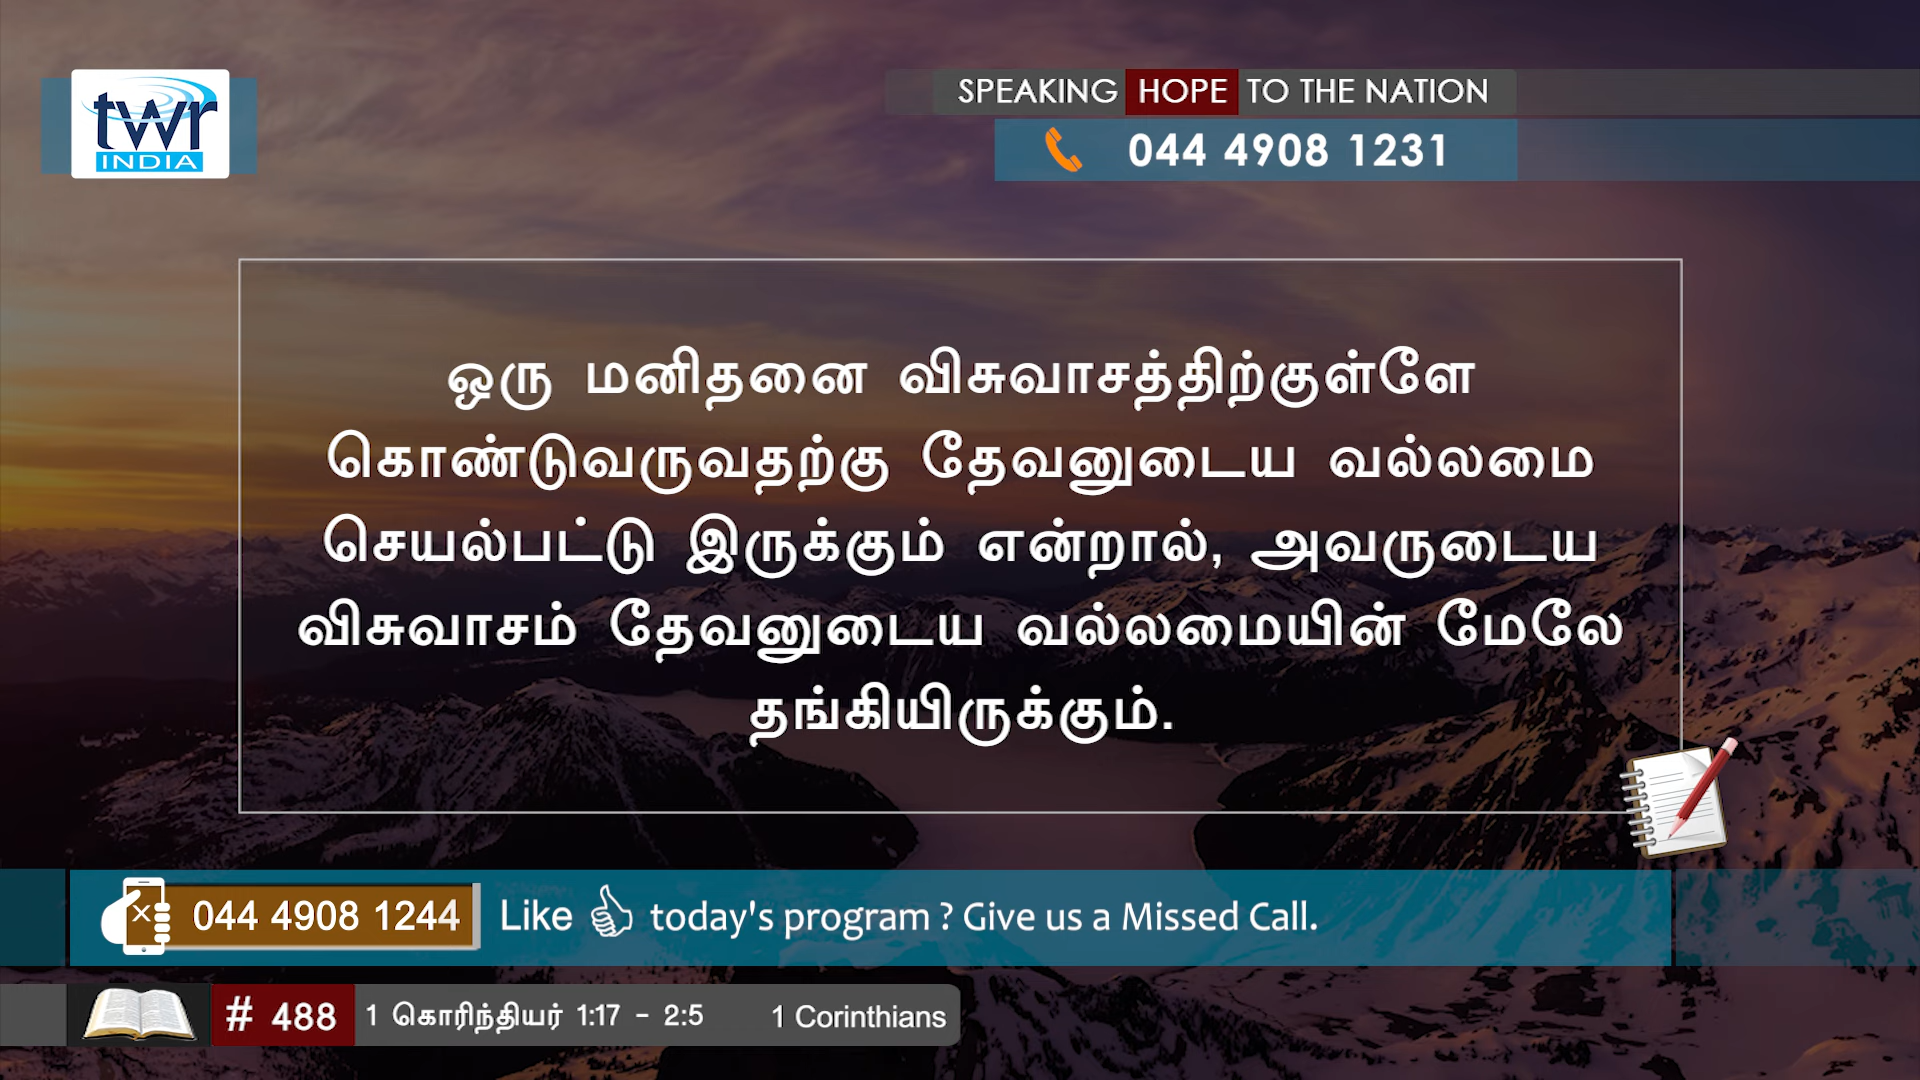 twr
INDIA
SPEAKING HOPE TO THE NATION
044 4908 1231
ஒரு மனிதனை விசுவாசத்திற்குள்ளே
கொண்டுவருவதற்கு தேவனுடைய வல்லமை
செயல்பட்டு இருக்கும் என்றால், அவருடைய
விசுவாசம் தேவனுடைய வல்லமையின் மேலே
தங்கியிருக்கும்.
044 4908 1244 Like today's program ? Give us a Missed Call.
# 488 1 கொரிந்தியர் 1:17 - 2:5 1 Corinthians